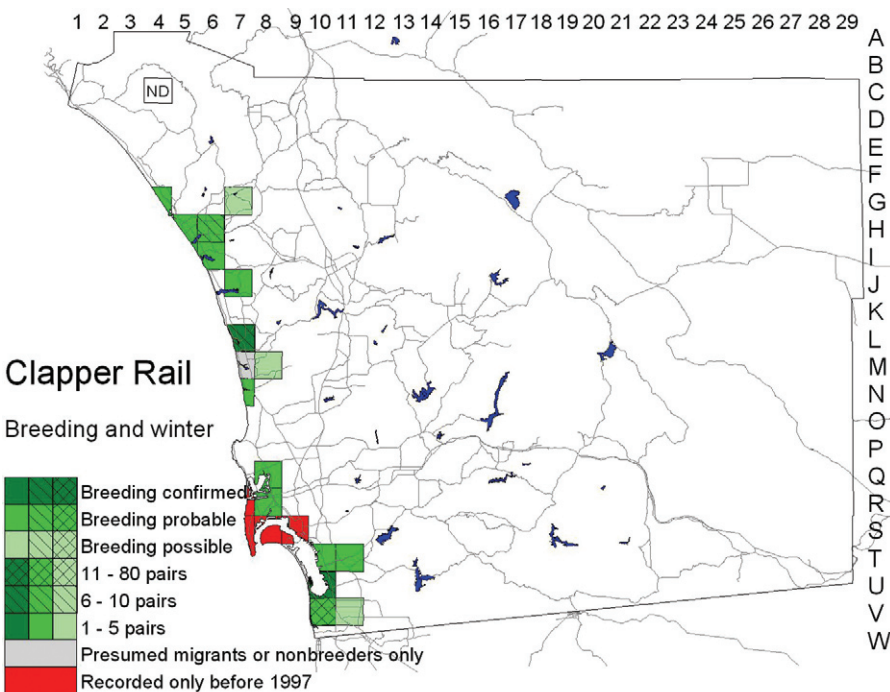 1 2 3 4 5 6 7 8 9 10 11 12 13 14 15 16 17 18 19 20 21 22 23 24 25 26 27 28 29
A
B
C
D
E
F
G
H
I
J
K
L
M
N
O
P
Q
R
S
T
U
V
W
ND
Clapper Rail
Breeding and winter
Breeding confirmed
Breeding probable
Breeding possible
11 - 80 pairs
6 - 10 pairs
1 - 5 pairs
Presumed migrants or nonbreeders only
Recorded only before 1997